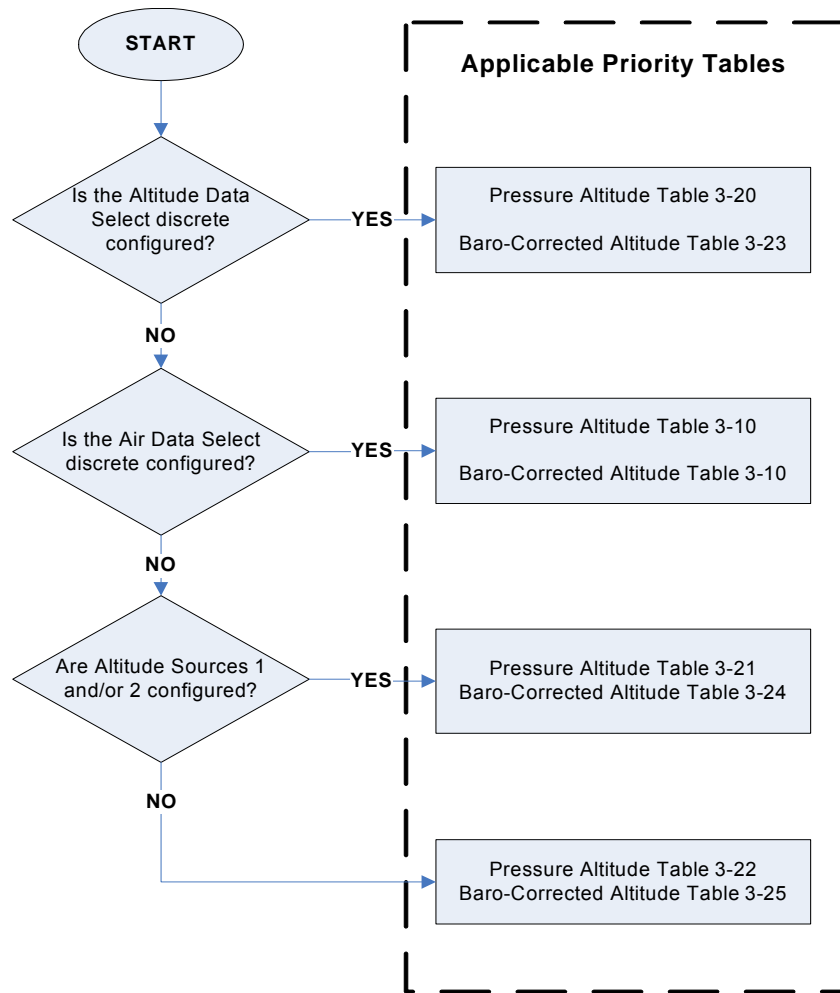 START
Applicable Priority Tables
Is the Altitude Data
Select discrete
configured?
YES
Pressure Altitude Table 3-20
Baro-Corrected Altitude Table 3-23
NO
Is the Air Data Select
discrete configured?
YES
Pressure Altitude Table 3-10
Baro-Corrected Altitude Table 3-10
NO
Are Altitude Sources 1
and/or 2 configured?
YES
Pressure Altitude Table 3-21
Baro-Corrected Altitude Table 3-24
NO
Pressure Altitude Table 3-22
Baro-Corrected Altitude Table 3-25